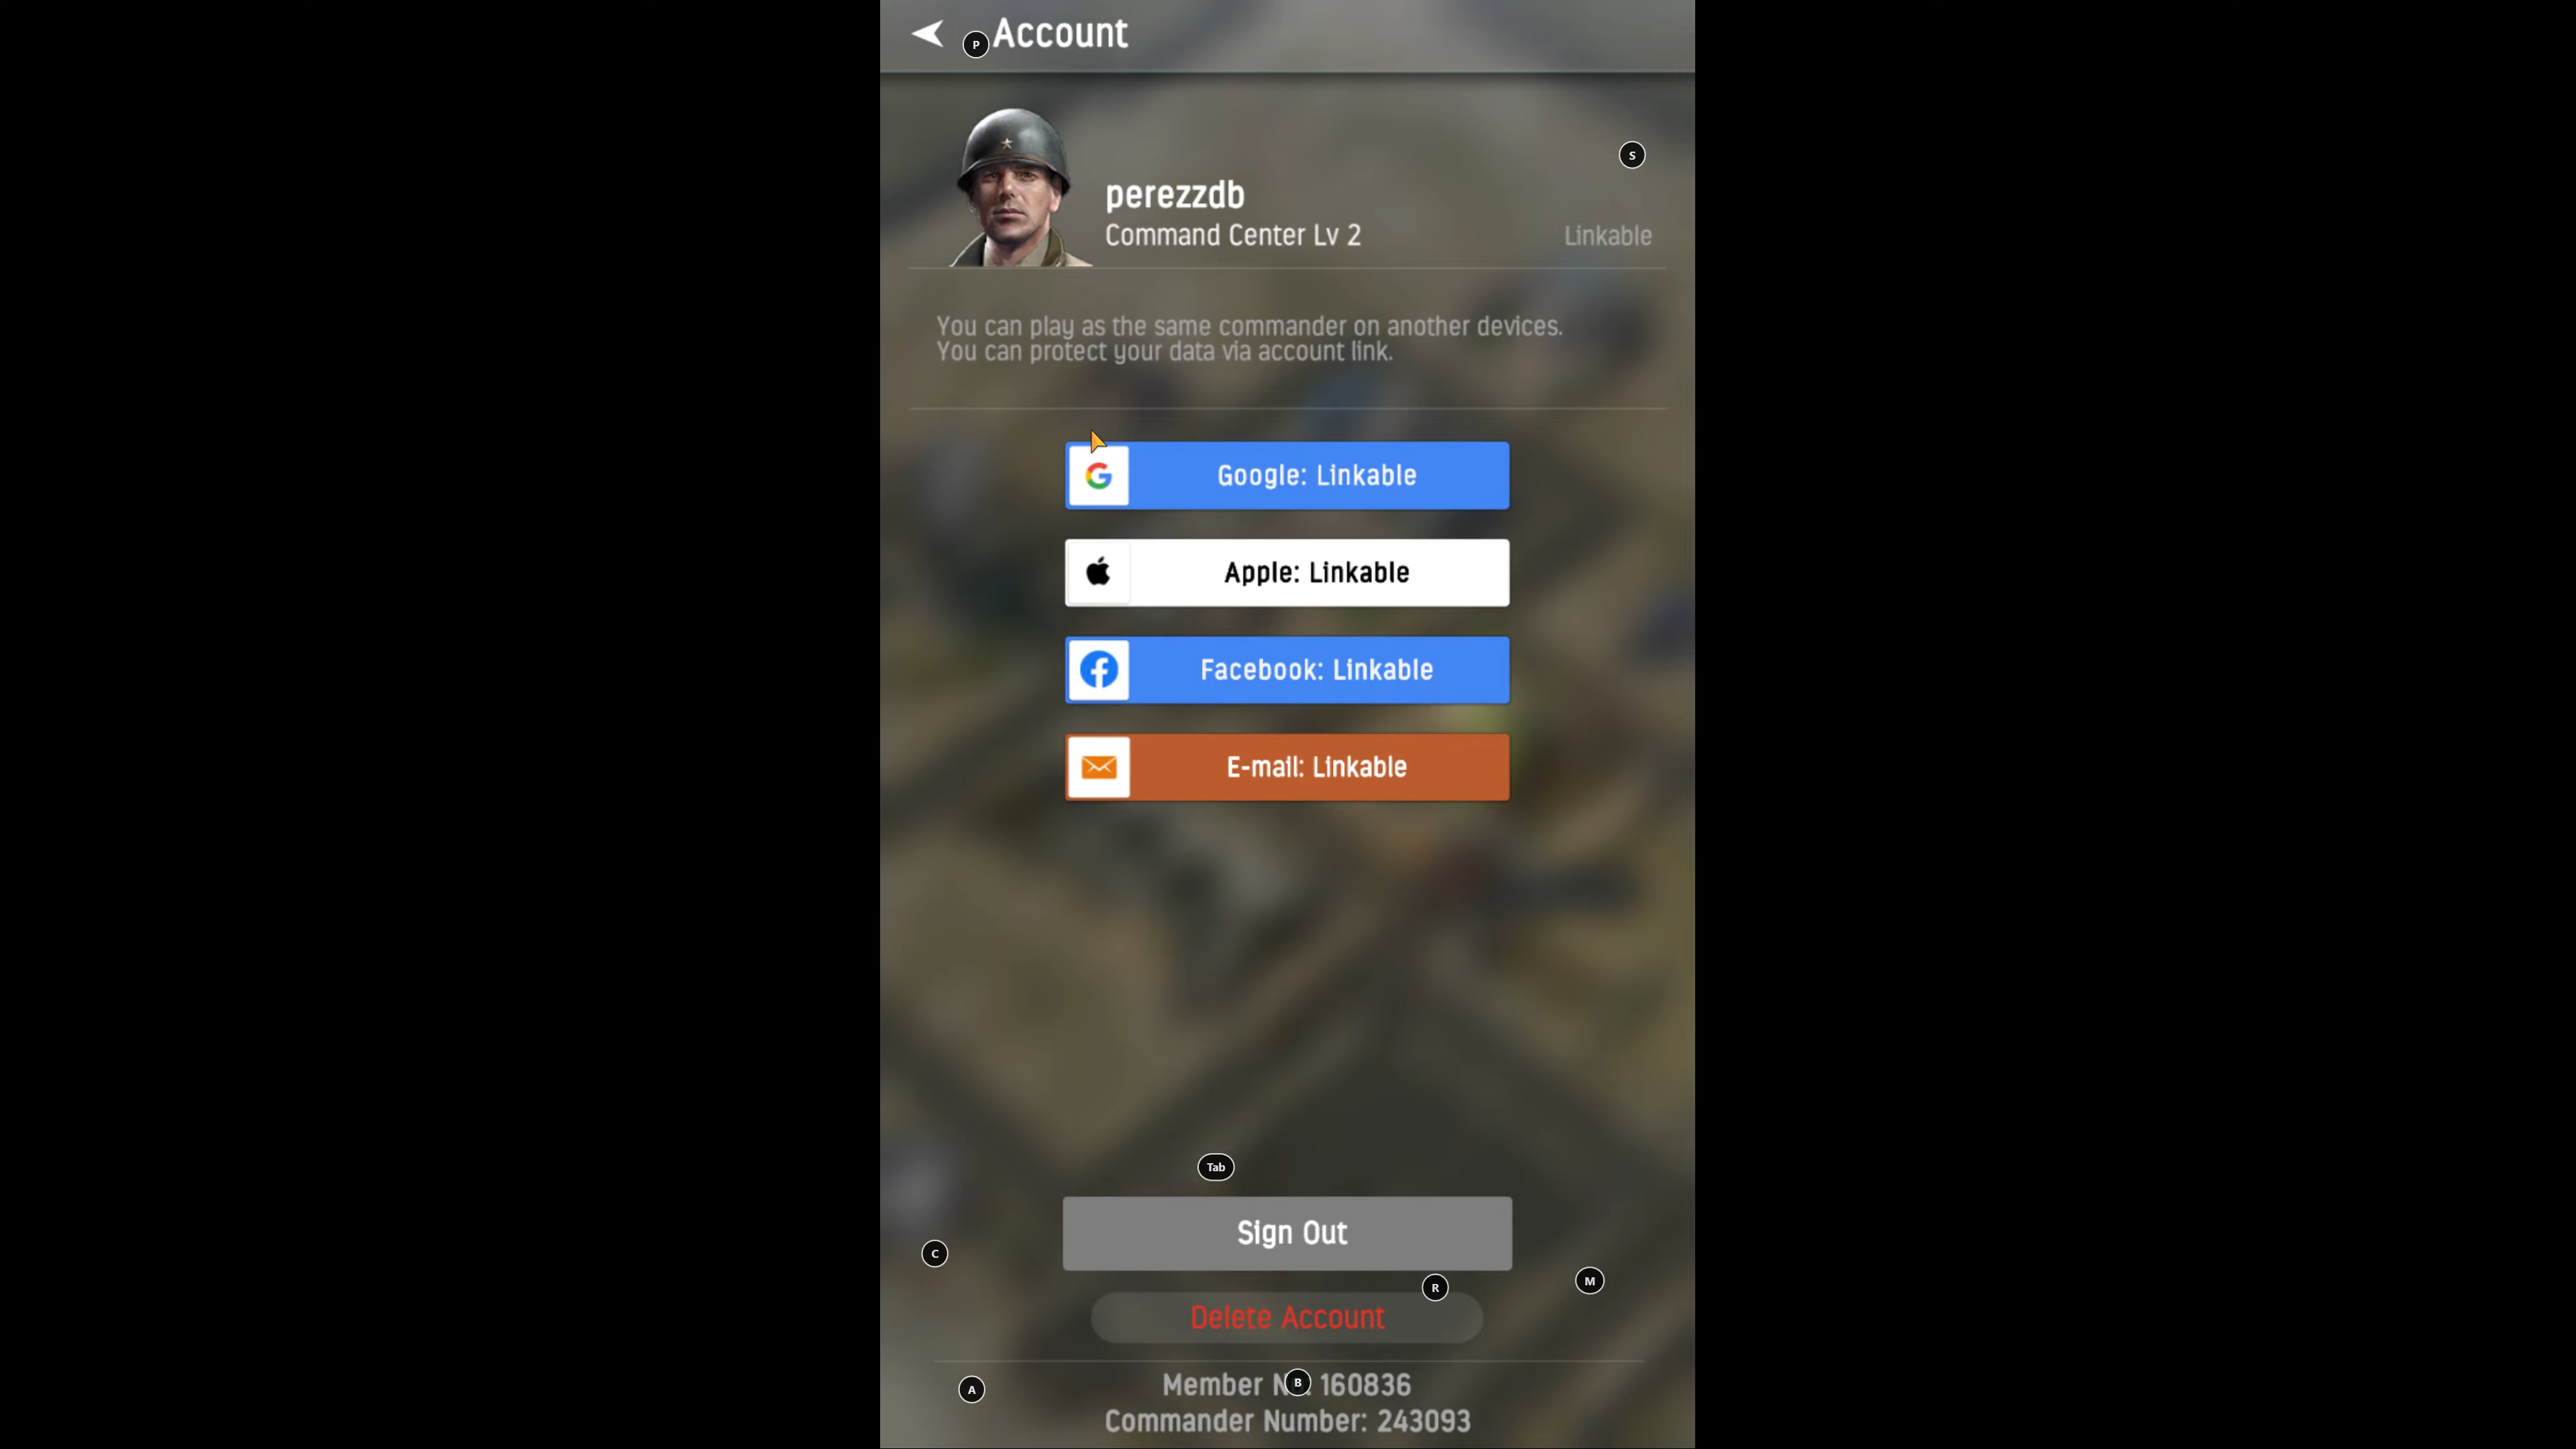 P
Account
S
perezzdb
Command Center Lv 2
Linkable
You can play as the same commander on another devices.
You can protect your data via account link.
G
Google: Linkable
Apple: Linkable
f
Facebook: Linkable
E-mail: Linkable
Tab
Sign Out
C
R
M
Delete Account
A
B
Member N 160836
Commander Number: 243093